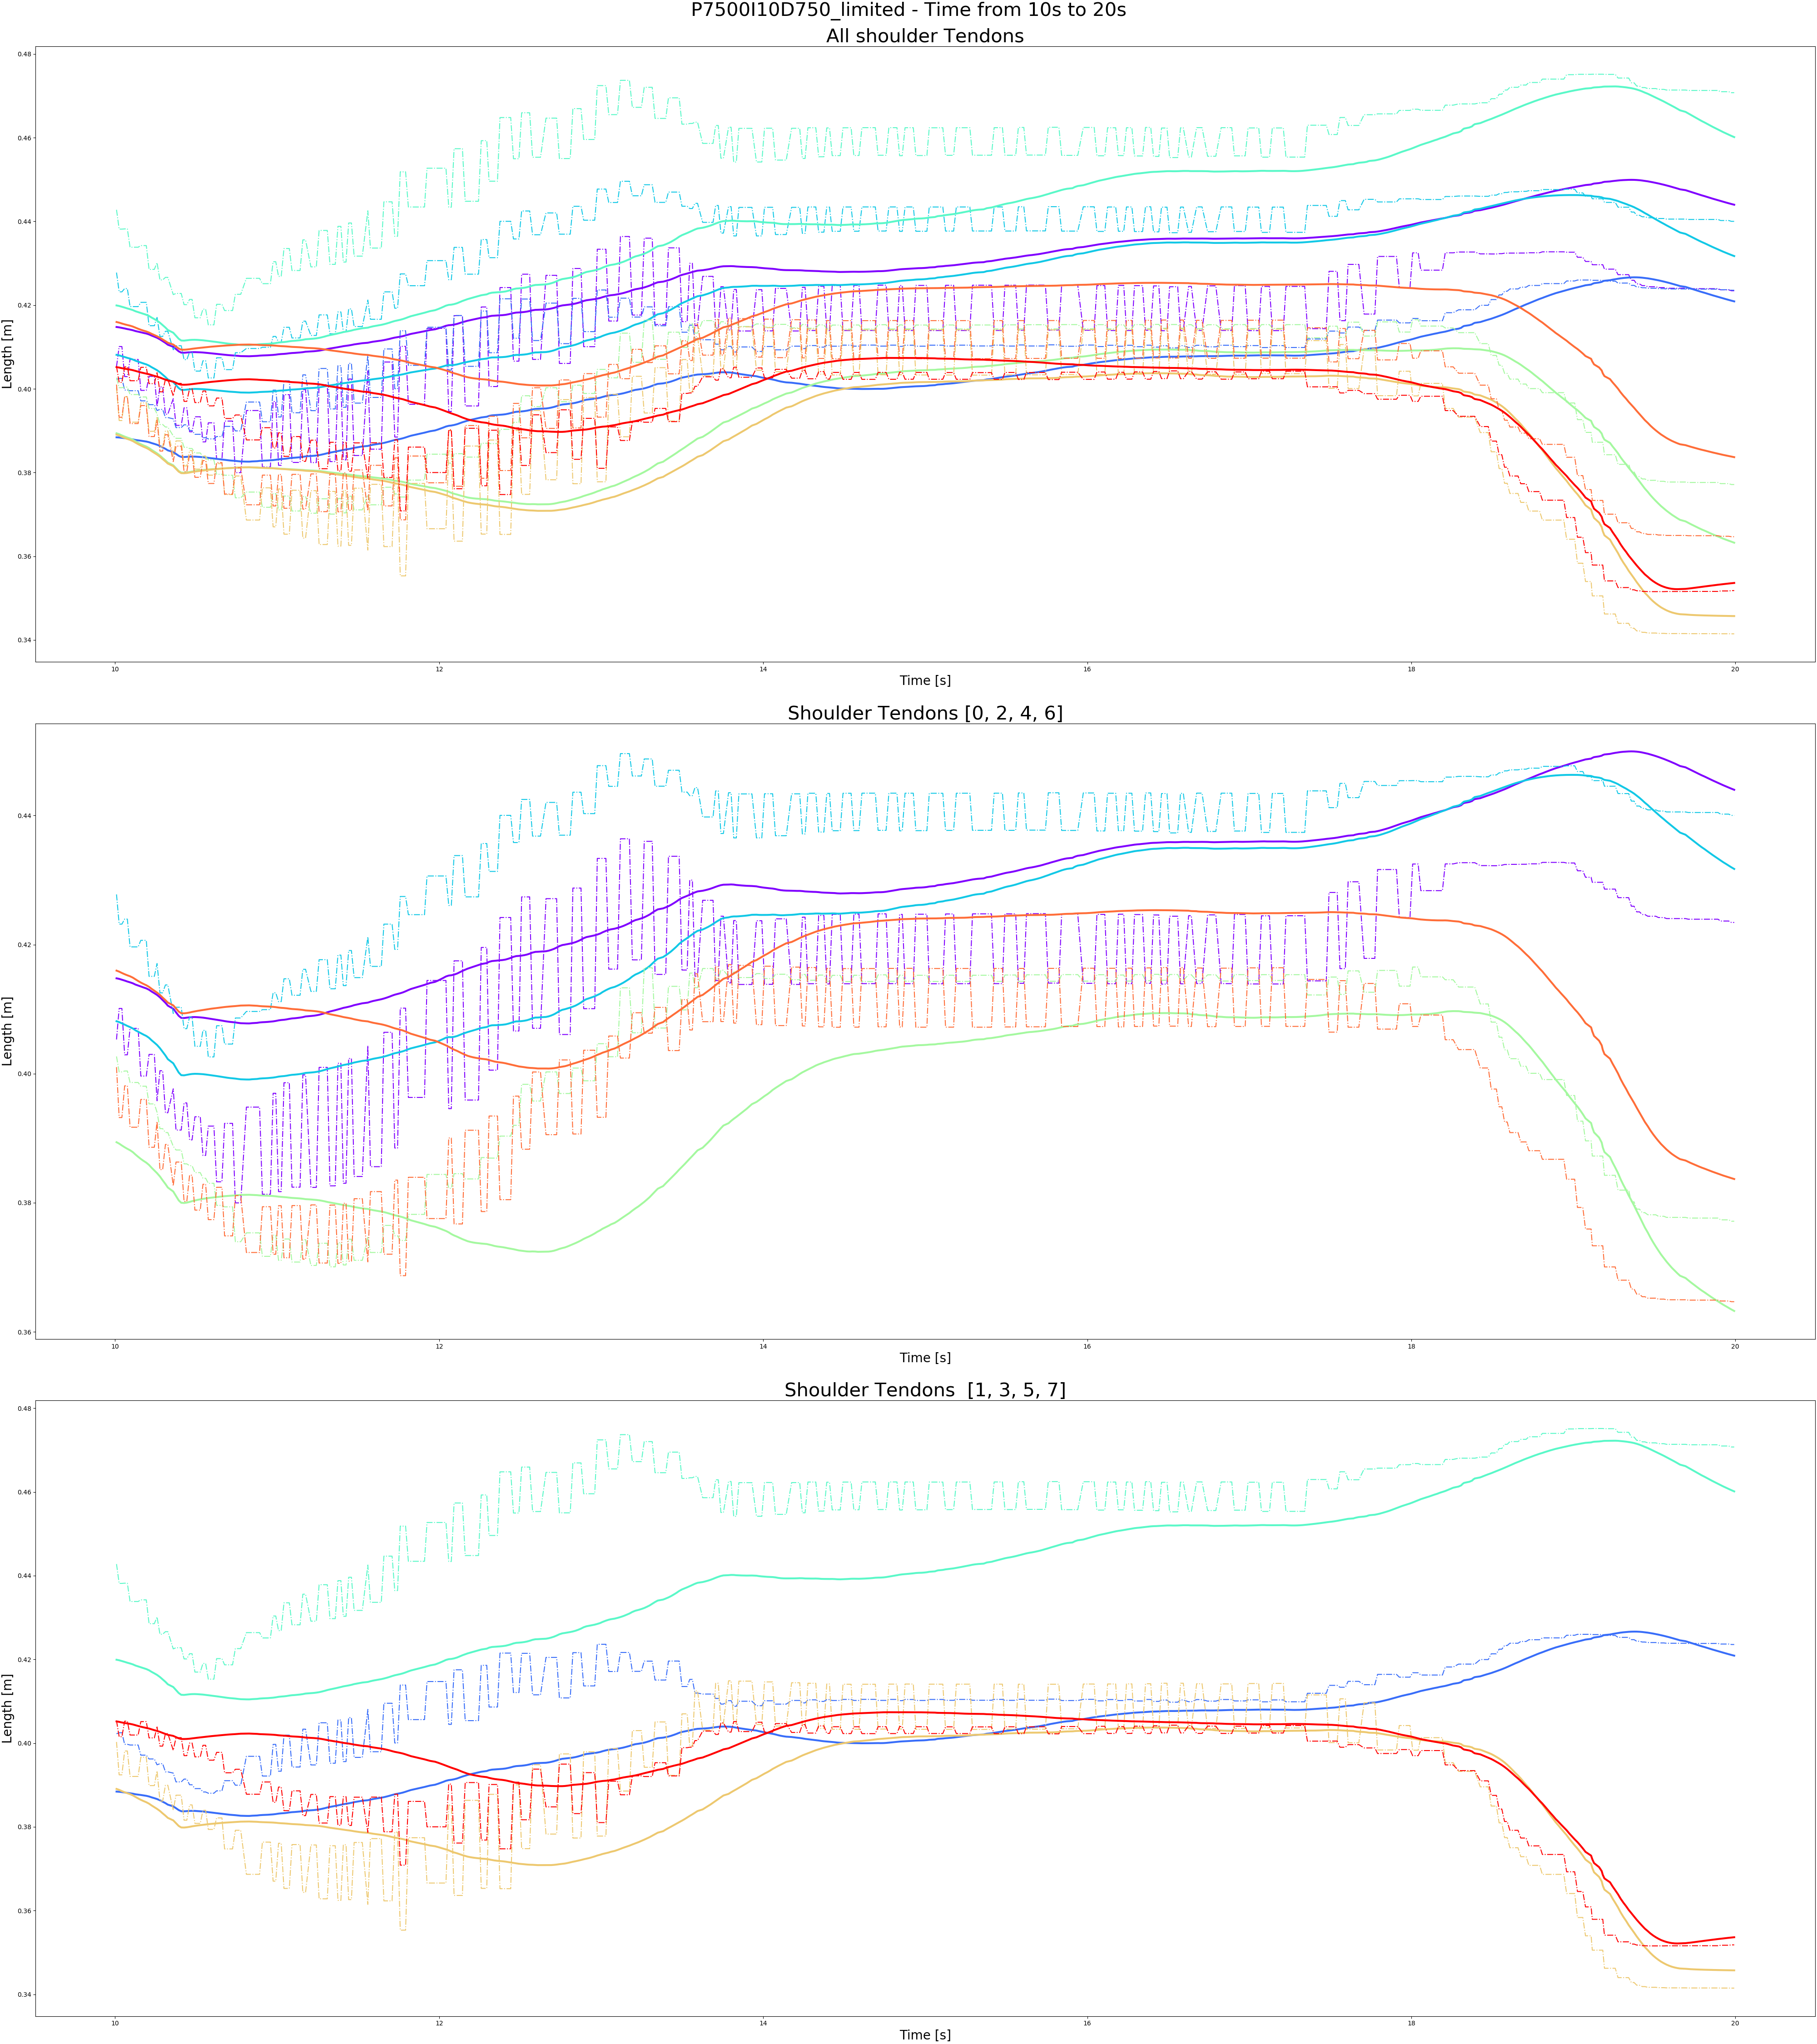 P7500I10D750_limited - Time from 10s to 20s
All shoulder Tendons
0.48
0.46
0.44
0.42
0.40
0.38
0.36
0.34
Length [m]
10 12 14 16 18 20
Time [s]
Shoulder Tendons [0, 2, 4, 6]
0.44
0.42
0.40
0.38
0.36
Length [m]
10 12 14 16 18 20
Time [s]
Shoulder Tendons  [1, 3, 5, 7]
0.48
0.46
0.44
0.42
0.40
0.38
0.36
0.34
Length [m]
10 12 14 16 18 20
Time [s]